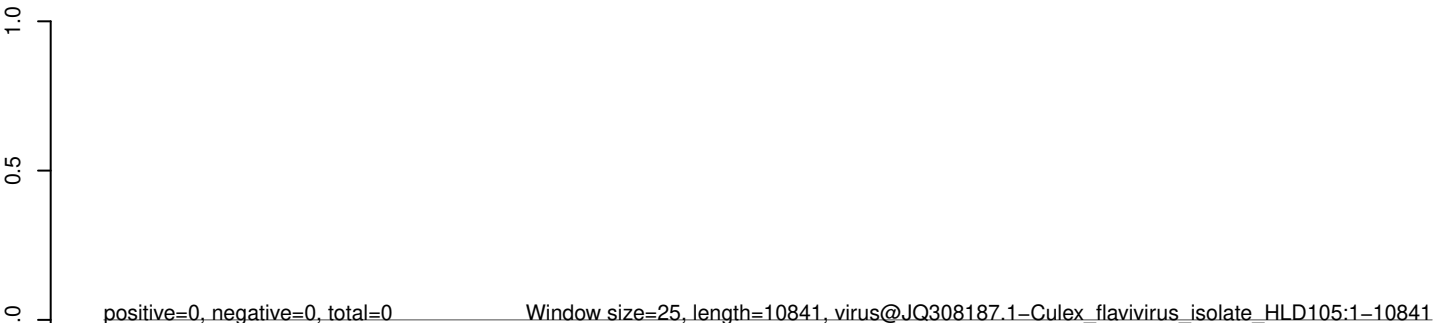 1.0
0.5
.0
positive=0, negative=0, total=0
Window size=25, length=10841, virus@JQ308187.1−Culex_flavivirus_isolate_HLD105:1−10841